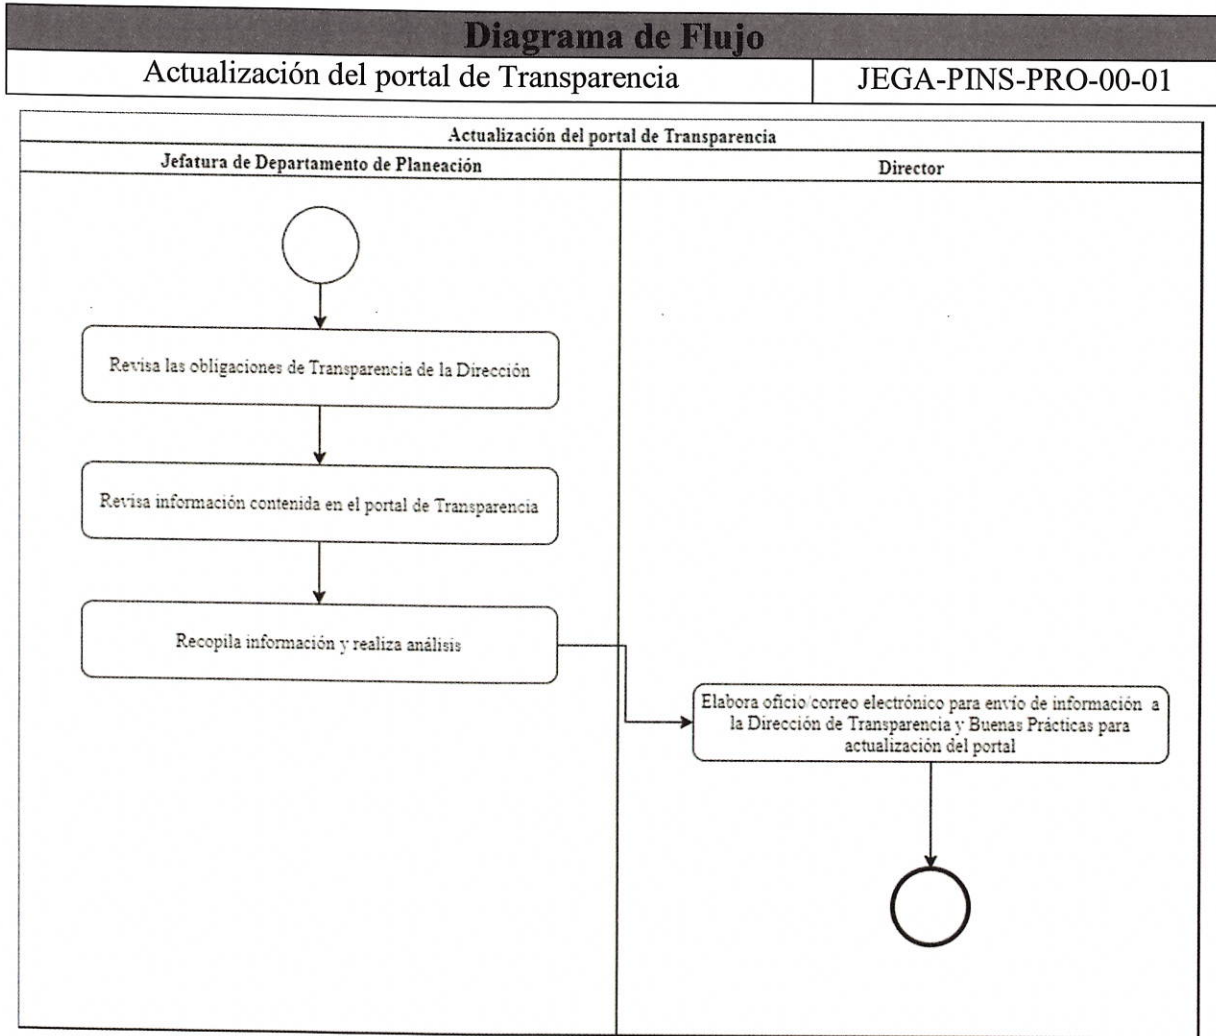 Diagrama de Flujo
Actualización del portal de Transparencia
JEGA-PINS-PRO-00-01
Actualización del portal de Transparencia
Jefatura de Departamento de Planeación
Director
Revisa las obligaciones de Transparencia de la Dirección
Revisa información contenida en el portal de Transparencia
Recopila información y realiza análisis
Elabora oficio/correo electrónico para envío de información a
la Dirección de Transparencia y Buenas Prácticas para
actualización del portal